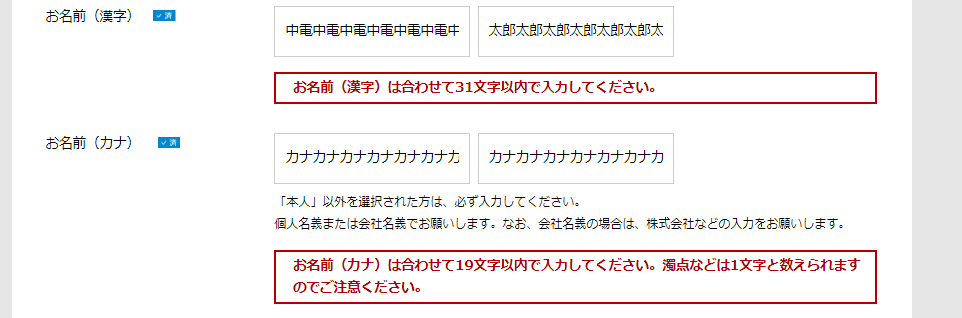 お名前（漢字） ✓ 済
中電中電中電中電中電中電中 太郎太郎太郎太郎太郎太郎太
お名前（漢字）は合わせて31文字以内で入力してください。
お名前（カナ） ✓ 済
カナカナカナカナカナカナカ カナカナカナカナカナカナカ
「本人」以外を選択された方は、必ず入力してください。
個人名義または会社名義でお願いします。なお、会社名義の場合は、株式会社などの入力をお願いします。
お名前（カナ）は合わせて19文字以内で入力してください。濁点などは1文字と数えられます
のでご注意ください。